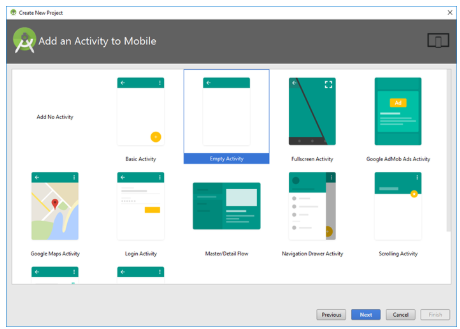 Create New Project
Add an Activity to Mobile
Add No Activity
Basic Activity
Empty Activity
Fullscreen Activity
Ad
Google AdMob Ads Activity
Google Maps Activity
Login Activity
Master/Detail Flow
Navigation Drawer Activity
Scrolling Activity
Previous
Next
Cancel
Finish